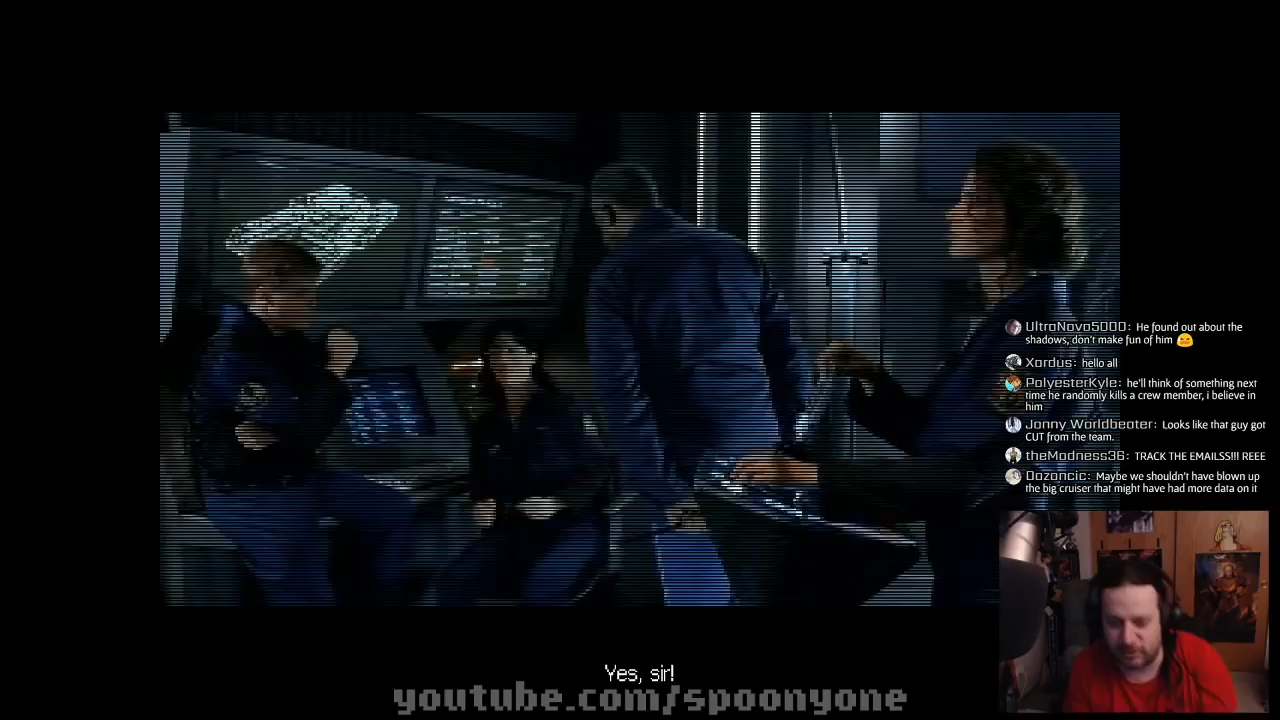 UltraNova5000: He found out about the
shadows, don't make fun of him
Xordus: hello all
PolyesterKyle: he'll think of something next
time he randomly kills a crew member, i believe in
him
Jonny Worldbeater: Looks like that guy got
CUT from the team.
theMadness36: TRACK THE EMAILSS!!! REEE
Dozoncic: Maybe we shouldn't have blown up
the big cruiser that might have had more data on it
Yes, sir!
youtube.com/spoonyone